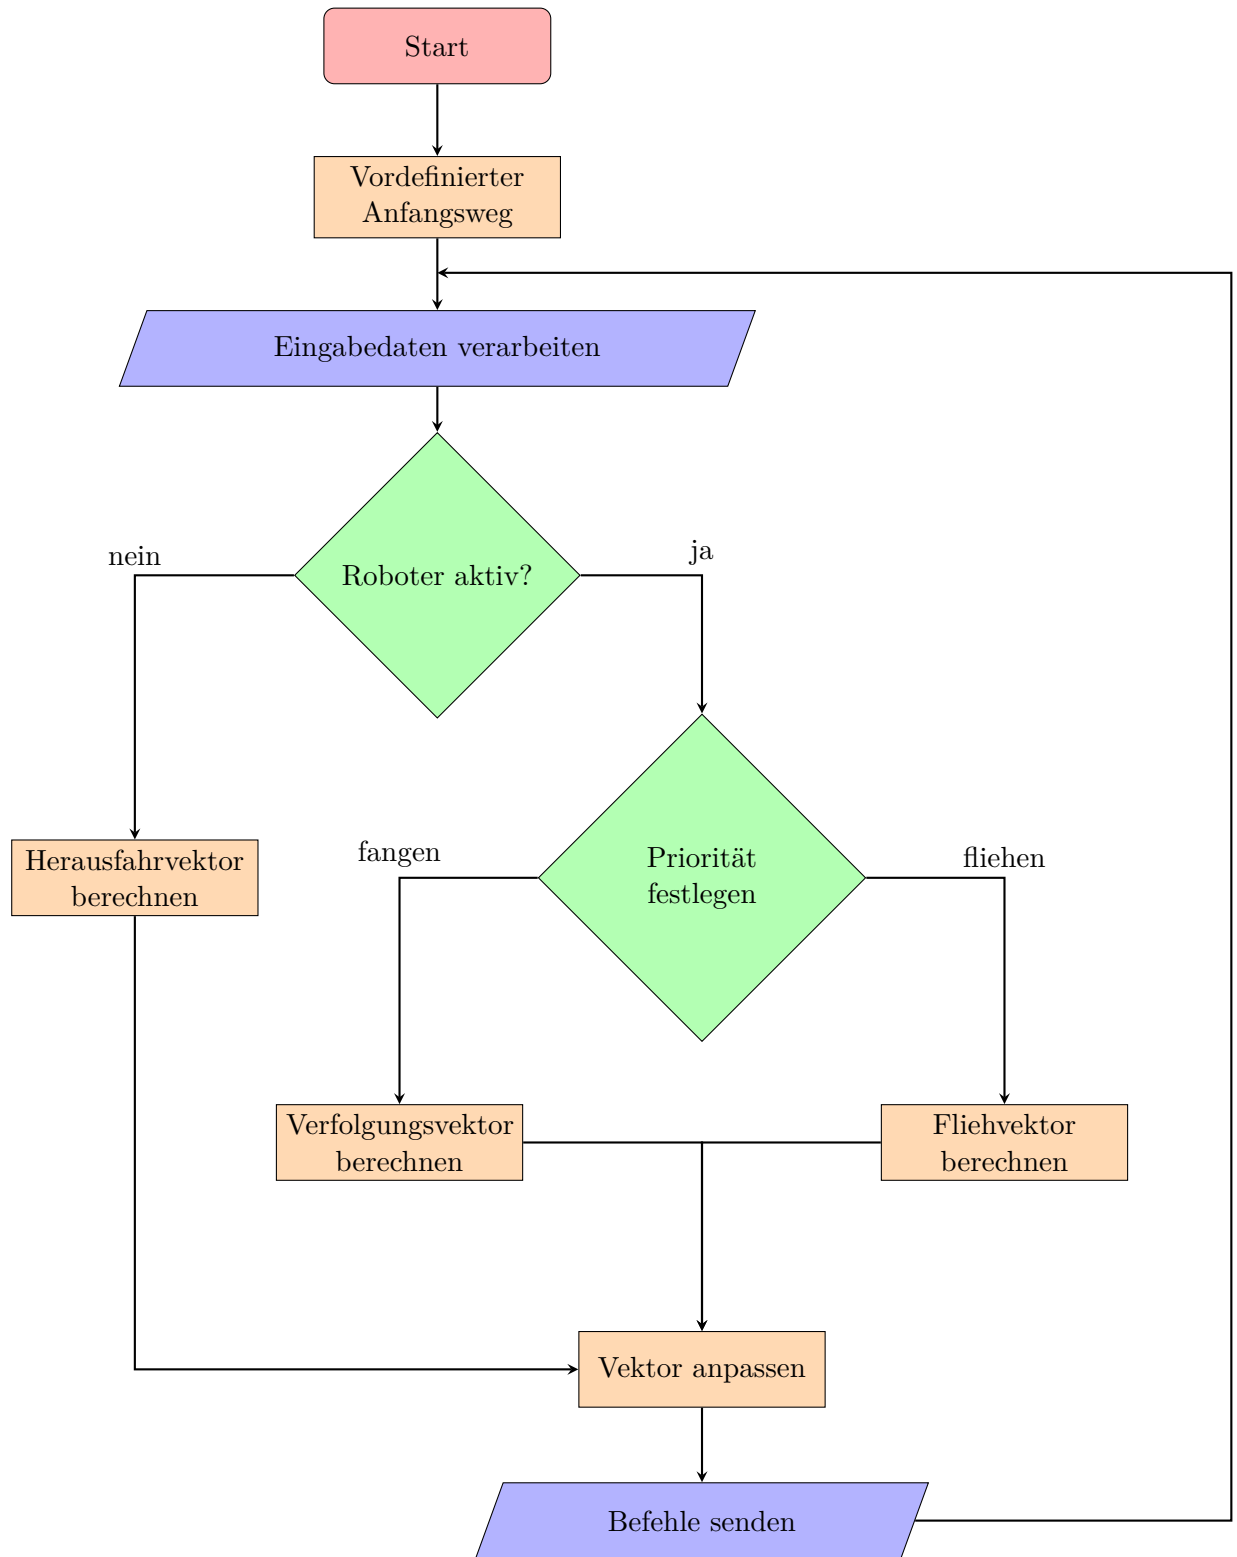 Start
Vordefinierter
Anfangsweg
Eingabedaten verarbeiten
nein
ja
Roboter aktiv?
fangen
fliehen
Priorität
festlegen
Herausfahrvektor
berechnen
Verfolgungsvektor
berechnen
Fliehvektor
berechnen
Vektor anpassen
Befehle senden